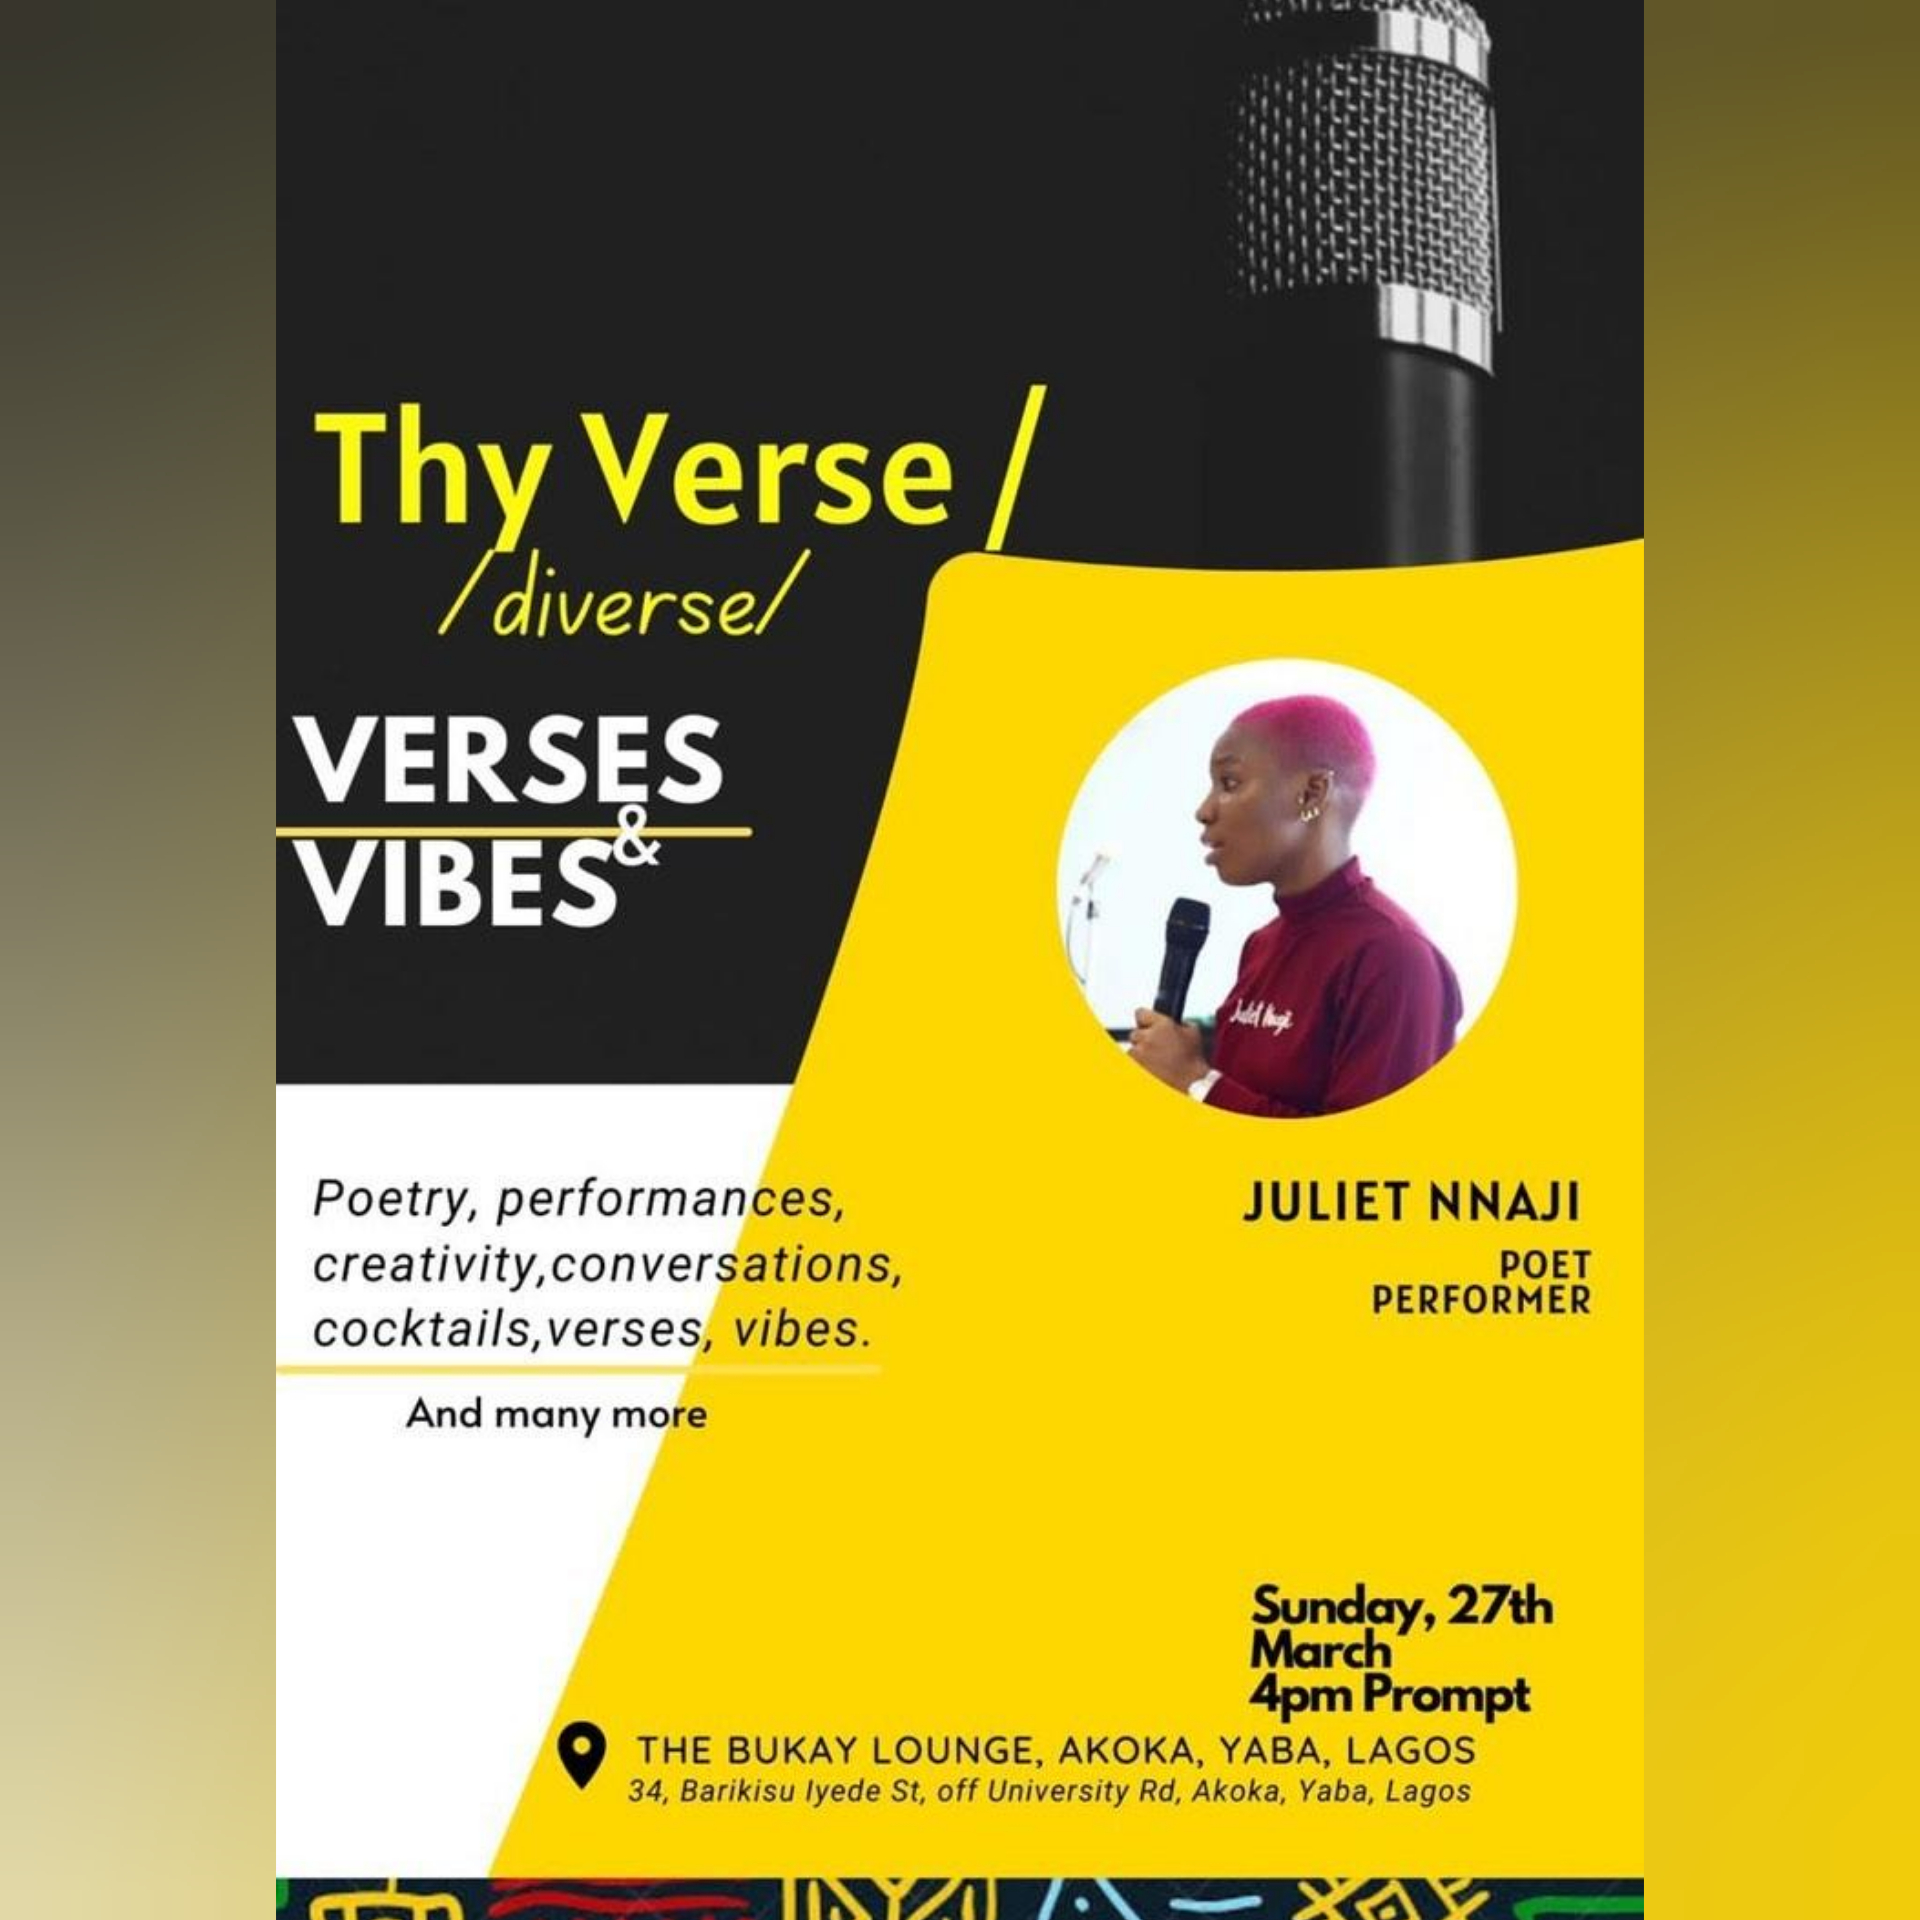 Thy Verse /
/diverse/
VERSES
&
VIBES
Juliet Nnaji
Poetry, performances,
creativity,conversations,
cocktails,verses, vibes.
And many more
JULIET NNAJI
POET
PERFORMER
Sunday, 27th
March
4pm Prompt
THE BUKAY LOUNGE, AKOKA, YABA, LAGOS
34, Barikisu Iyede St, off University Rd, Akoka, Yaba, Lagos